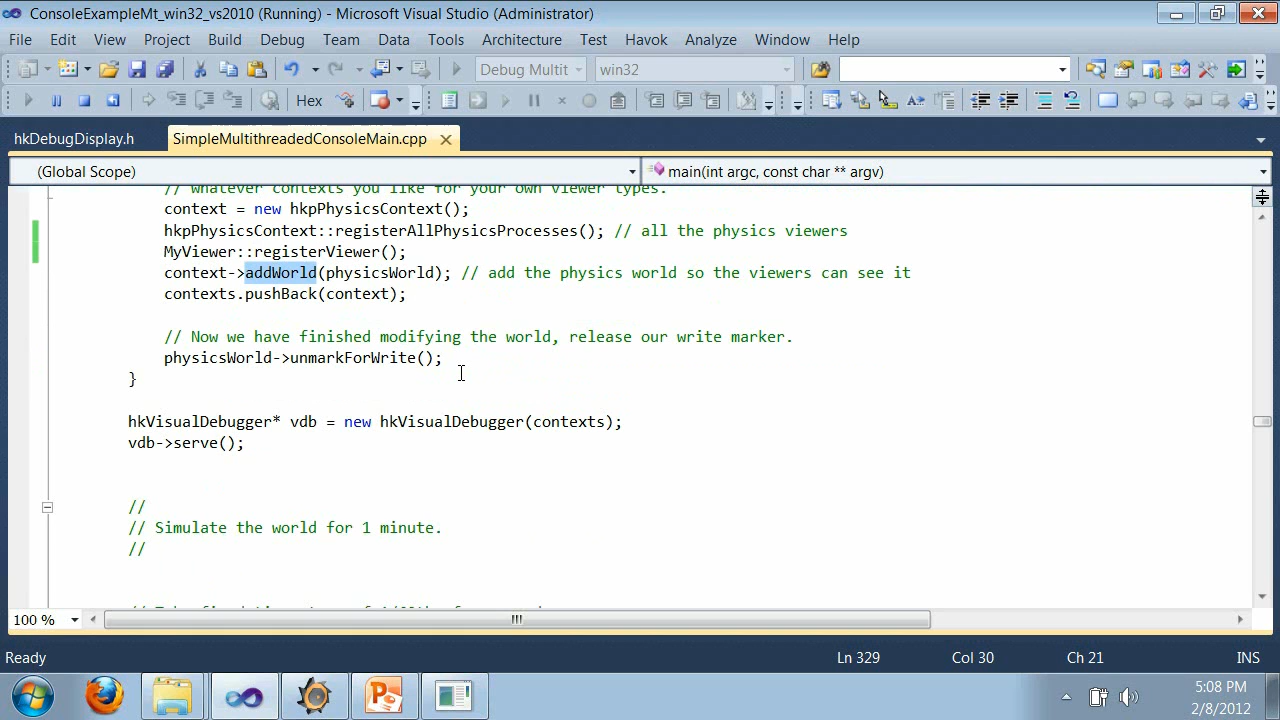 ConsoleExampleMt_win32_vs2010 (Running) - Microsoft Visual Studio (Administrator)
File Edit View Project Build Debug Team Data Tools Architecture Test Havok Analyze Window Help
Debug Multit win32
Hex
hkDebugDisplay.h SimpleMultithreadedConsoleMain.cpp
(Global Scope) main(int argc, const char ** argv)
// whatever contexts you like for your own viewer types.
context = new hkpPhysicsContext();
hkpPhysicsContext::registerAllPhysicsProcesses(); // all the physics viewers
MyViewer::registerViewer();
context->addWorld(physicsWorld); // add the physics world so the viewers can see it
contexts.pushBack(context);
// Now we have finished modifying the world, release our write marker.
physicsWorld->unmarkForWrite();
}
hkVisualDebugger* vdb = new hkVisualDebugger(contexts);
vdb->serve();
//
// Simulate the world for 1 minute.
//
100 %
Ready Ln 329 Col 30 Ch 21 INS
5:08 PM
2/8/2012